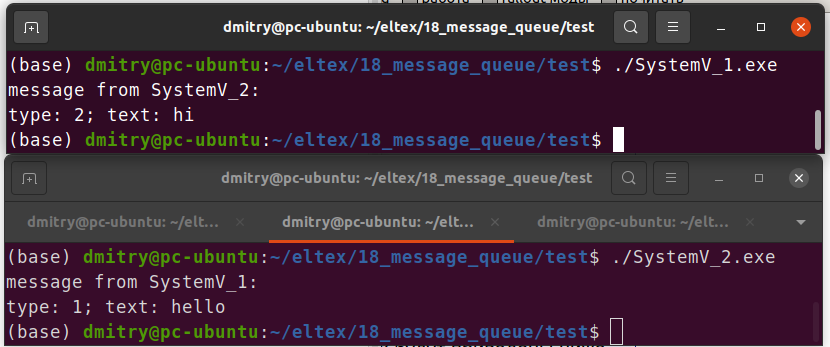 dmitry@pc-ubuntu: ~/eltex/18_message_queue/test
(base) dmitry@pc-ubuntu:~/eltex/18_message_queue/test$ ./SystemV_1.exe
message from SystemV_2:
type: 2; text: hi
(base) dmitry@pc-ubuntu:~/eltex/18_message_queue/test$
dmitry@pc-ubuntu: ~/eltex/18_message_queue/test
dmitry@pc-ubuntu: ~/elt... dmitry@pc-ubuntu: ~/elt... dmitry@pc-ubuntu: ~/elt...
(base) dmitry@pc-ubuntu:~/eltex/18_message_queue/test$ ./SystemV_2.exe
message from SystemV_1:
type: 1; text: hello
(base) dmitry@pc-ubuntu:~/eltex/18_message_queue/test$